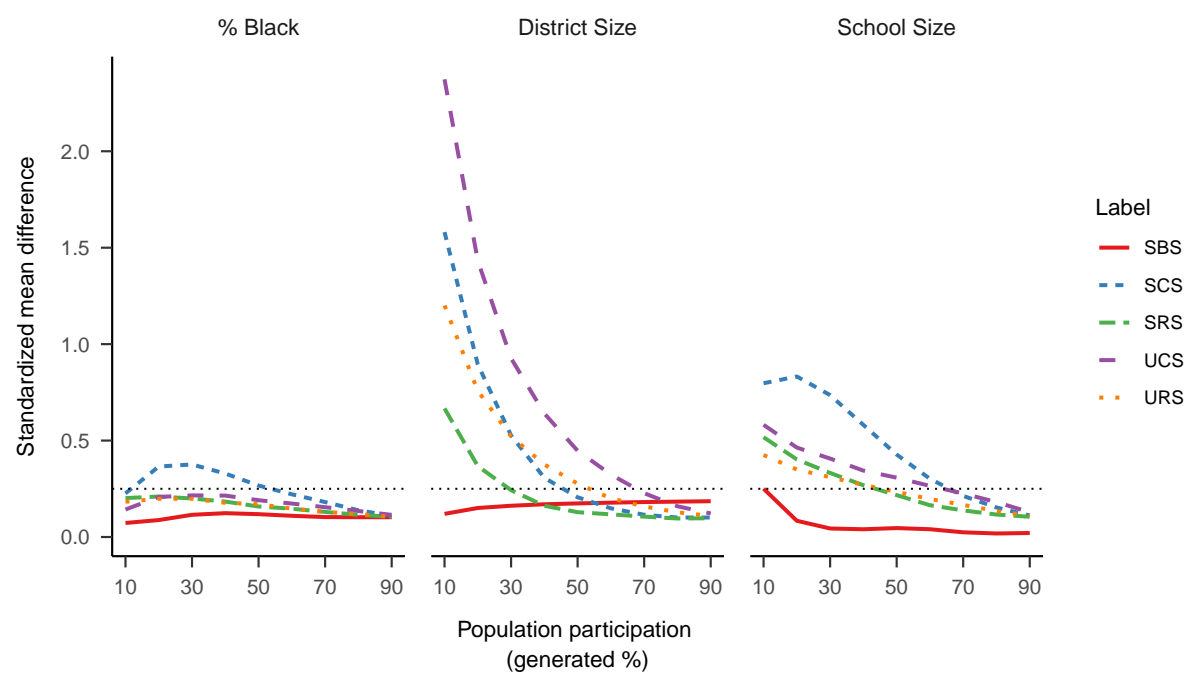 % Black
District Size
School Size
Standardized mean difference
2.0
1.5
1.0
0.5
0.0
10 30 50 70 90
10 30 50 70 90
10 30 50 70 90
Population participation
(generated %)
Label
SBS
SCS
SRS
UCS
URS